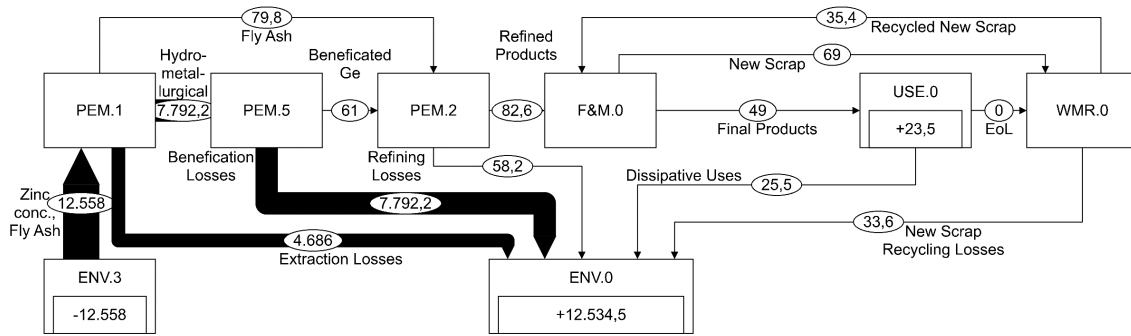 79,8
Fly Ash
Hydro-
metal-
lurgical
Beneficated
Ge
Refined
Products
35,4
Recycled New Scrap
69
New Scrap
PEM.1
7.792,2
PEM.5
61
PEM.2
82,6
F&M.0
49
Final Products
USE.0
+23,5
0
EoL
WMR.0
Benefication
Losses
Refining
Losses
58,2
Dissipative Uses
25,5
Zinc
conc.,
Fly Ash
12.558
7.792,2
33,6
New Scrap
Recycling Losses
4.686
Extraction Losses
ENV.3
-12.558
ENV.0
+12.534,5